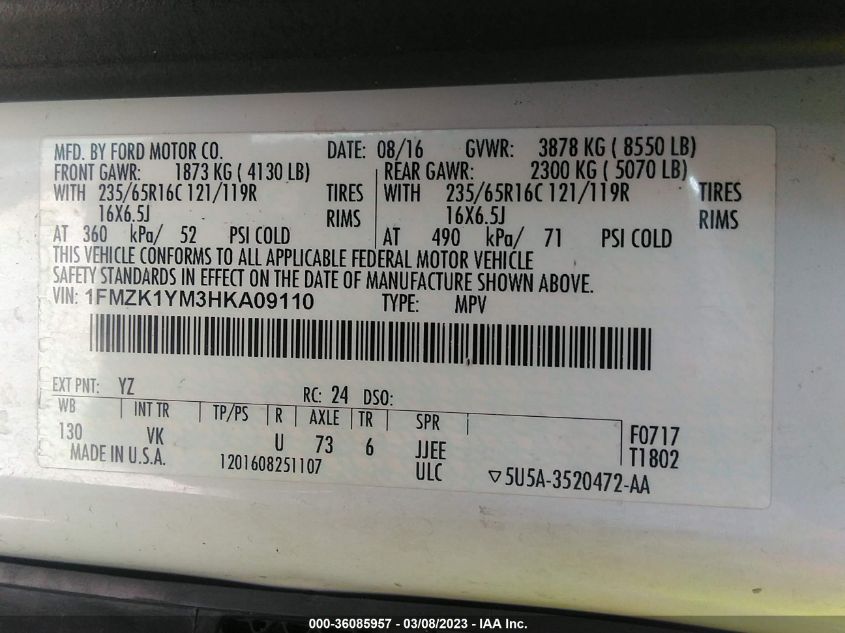 MFD. BY FORD MOTOR CO. DATE: 08/16 GVWR: 3878 KG ( 8550 LB)
FRONT GAWR: 1873 KG ( 4130 LB) REAR GAWR: 2300 KG ( 5070 LB)
WITH 235/65R16C 121/119R TIRES WITH 235/65R16C 121/119R TIRES
16X6.5J RIMS 16X6.5J RIMS
AT 360 kPa/ 52 PSI COLD AT 490 kPa/ 71 PSI COLD
THIS VEHICLE CONFORMS TO ALL APPLICABLE FEDERAL MOTOR VEHICLE
SAFETY STANDARDS IN EFFECT ON THE DATE OF MANUFACTURE SHOWN ABOVE.
VIN: 1FMZK1YM3HKA09110 TYPE: MPV
EXT PNT: YZ RC: 24 DSO:
WB INT TR TP/PS R AXLE TR SPR
130 VK U 73 6 JJEE F0717
MADE IN U.S.A. 1201608251107 ULC T1802
▽5U5A-3520472-AA
000-36085957 - 03/08/2023 - IAA Inc.